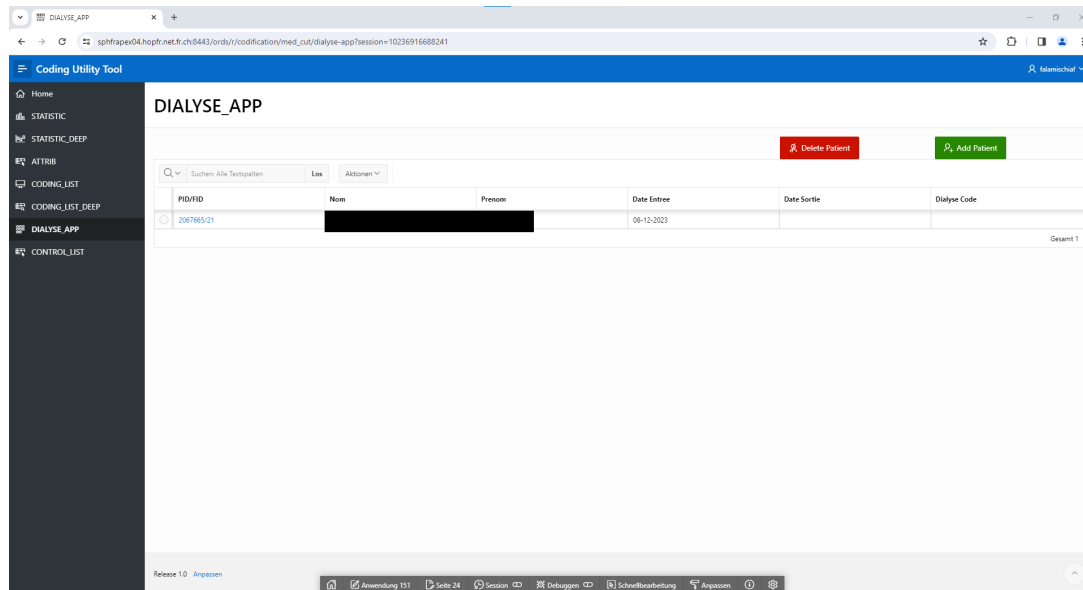 DIALYSE_APP
sphfrapex04.hopfr.net.fr.ch:8443/ords/r/codification/med_cut/dialyse-app?session=10236916688241
Coding Utility Tool
falamischiaf
Home
STATISTIC
STATISTIC_DEEP
ATTRIB
CODING_LIST
CODING_LIST_DEEP
DIALYSE_APP
CONTROL_LIST
DIALYSE_APP
Delete Patient
Add Patient
Suchen: Alle Textspalten Los Aktionen
PID/FID Nom Prenom Date Entree Date Sortie Dialyse Code
2067665/21 08-12-2023
Gesamt 1
Release 1.0 Anpassen
Anwendung 151 Seite 24 Session Debuggen Schnellbearbeitung Anpassen